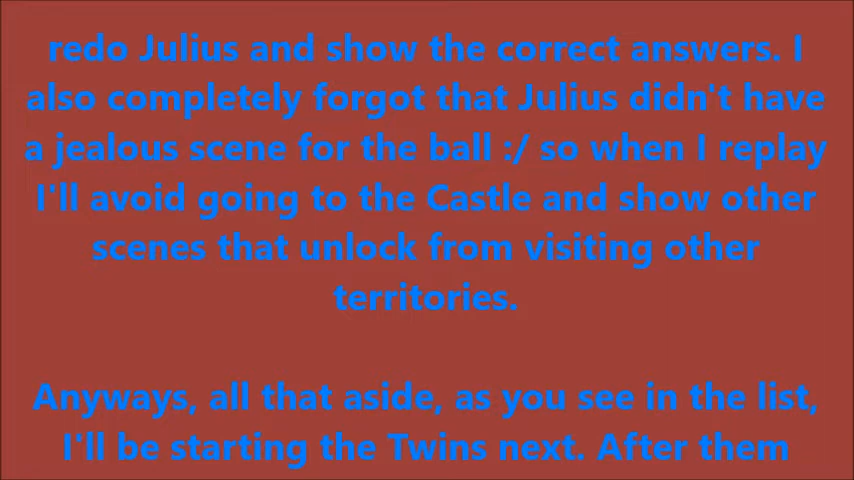 redo Julius and show the correct answers. I
also completely forgot that Julius didn't have
a jealous scene for the ball :/ so when I replay
I'll avoid going to the Castle and show other
scenes that unlock from visiting other
territories.
Anyways, all that aside, as you see in the list,
I'll be starting the Twins next. After them